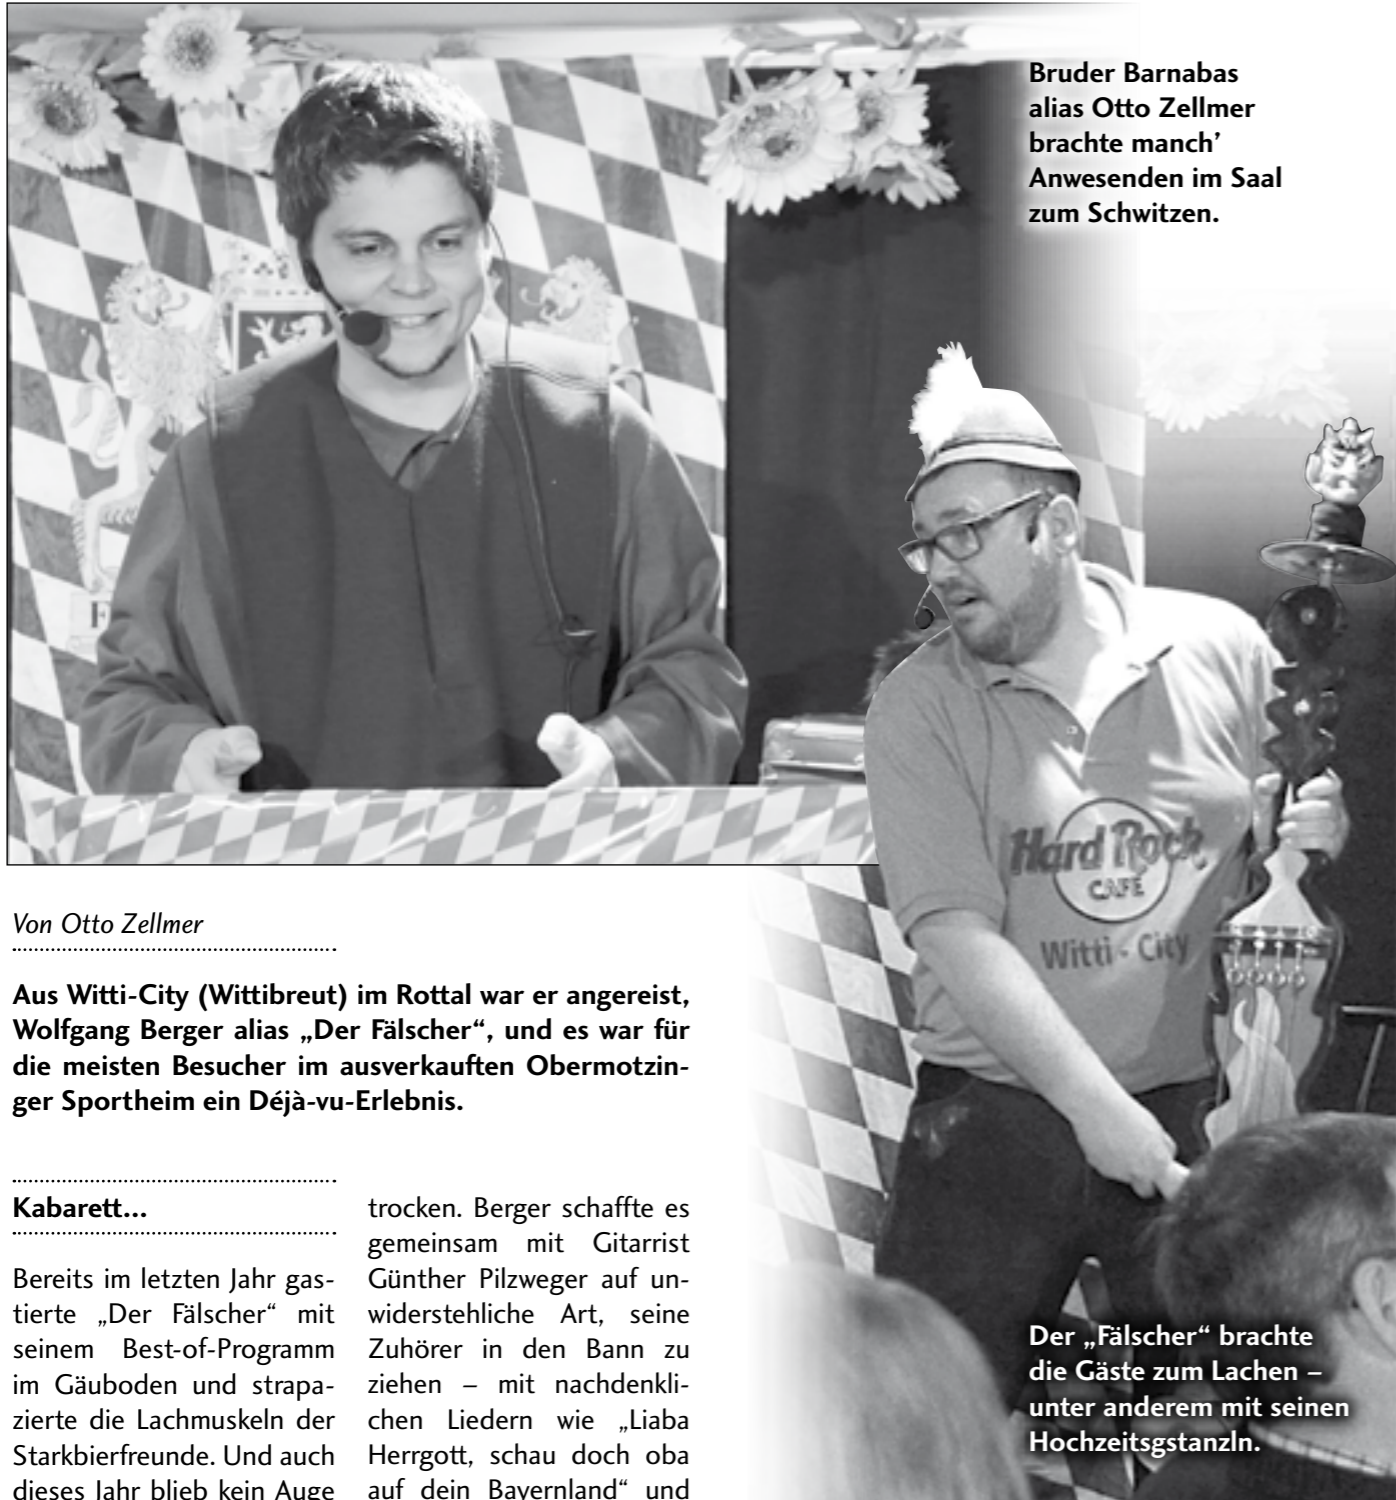 Bruder Barnabas
alias Otto Zellmer
brachte manch’
Anwesenden im Saal
zum Schwitzen.
Hard Rock
CAFE
Witti - City
Von Otto Zellmer
Aus Witti-City (Wittibreut) im Rottal war er angereist,
Wolfgang Berger alias „Der Fälscher“, und es war für
die meisten Besucher im ausverkauften Obermotzin-
ger Sportheim ein Déjà-vu-Erlebnis.
Kabarett...
Bereits im letzten Jahr gas-
tierte „Der Fälscher“ mit
seinem Best-of-Programm
im Gäuboden und strapa-
zierte die Lachmuskeln der
Starkbierfreunde. Und auch
dieses Jahr blieb kein Auge
trocken. Berger schaffte es
gemeinsam mit Gitarrist
Günther Pilzweger auf un-
widerstehliche Art, seine
Zuhörer in den Bann zu
ziehen – mit nachdenkli-
chen Liedern wie „Liaba
Herrgott, schau doch oba
auf dein Bayernland“ und
Der „Fälscher“ brachte
die Gäste zum Lachen –
unter anderem mit seinen
Hochzeitsgstanzln.